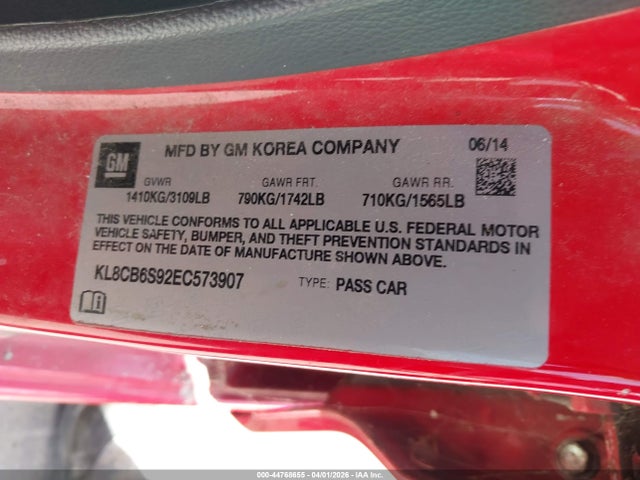 GM MFD BY GM KOREA COMPANY 06/14
GVWR GAWR FRT. GAWR RR.
1410KG/3109LB 790KG/1742LB 710KG/1565LB
THIS VEHICLE CONFORMS TO ALL APPLICABLE U.S. FEDERAL MOTOR
VEHICLE SAFETY, BUMPER, AND THEFT PREVENTION STANDARDS IN
EFFECT ON THE DATE OF MANUFACTURE SHOWN ABOVE.
KL8CB6S92EC573907 TYPE: PASS CAR
000-44768655 - 04/01/2026 - IAA Inc.